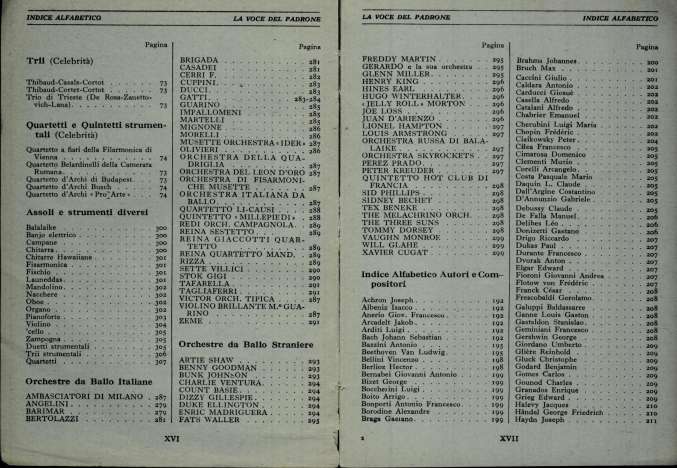 INDICE ALFABETICO
LA VOCE DEL PADRONE
Pagina
Trii (Celebrità)
Thibaud-Casals-Cortot . . . . 73
Thibaud-Cortet-Cortot . . . . 73
Trio di Trieste (De Rosa-Zanetto-
vich-Lana) . . . . 73
Quartetti e Quintetti strumen-
tali (Celebrità)
Quartetto a fiati della Filarmonica di
Vienna . . . . 74
Quartetto Belardinelli della Camerata
Romana . . . . 73
Quartetto d'Archi di Budapest . . . . 73
Quartetto d'Archi Busch . . . . 74
Quartetto d'Archi «Pro Arte» . . . . 74
Assoli e strumenti diversi
Balalaike . . . . 300
Banjo elettrico . . . . 300
Campane . . . . 300
Chitarra . . . . 300
Chitarre Hawaiiane . . . . 301
Fisarmonica . . . . 301
Fischio . . . . 301
Launeddas . . . . 301
Mandolino . . . . 302
Nacchere . . . . 302
Oboe . . . . 302
Organo . . . . 302
Pianoforte . . . . 303
Violino . . . . 304
'cello . . . . 305
Zampogna . . . . 305
Duetti strumentali . . . . 305
Trii strumentali . . . . 306
Quartetti . . . . 307
Orchestre da Ballo Italiane
AMBASCIATORI DI MILANO . . 287
ANGELINI . . . . 279
BARIMAR . . . . 279
BERTOLAZZI . . . . 281
Pagina
BRIGADA . . . . 281
CASADEI . . . . 281
CERRI F. . . . . 282
CUPPINI . . . . 283
DUCCI . . . . 283
GATTI . . . . 283-284
GUARINO . . . . 285
IMPALLOMENI . . . . 285
MARTELLI . . . . 285
MIGNONE . . . . 286
MORELLI . . . . 286
MUSETTE ORCHESTRA «IDER» 287
OLIVIERI . . . . 286
ORCHESTRA DELLA QUA-
DRIGLIA . . . . 287
ORCHESTRA DEL LEON D'ORO 287
ORCHESTRA DI FISARMONI-
CHE MUSETTE . . . . 287
ORCHESTRA ITALIANA DA
BALLO . . . . 287
QUARTETTO LI-CAUSI . . . . 288
QUINTETTO «MILLEPIEDI» . . 288
REDI ORCH. CAMPAGNOLA . . 289
REINA SESTETTO . . . . 289
REINA GIACCOTTI QUAR-
TETTO . . . . 289
REINA QUARTETTO MAND. . . 289
RIZZA . . . . 289
SETTE VILLICI . . . . 290
STOK GIGI . . . . 290
TAFARELLA . . . . 291
TAGLIAFERRI . . . . 291
VICTOR ORCH. TIPICA . . . . 287
VIOLINO BRILLANTE M.º GUA-
RINO . . . . 287
ZEME . . . . 291
Orchestre da Ballo Straniere
ARTIE SHAW . . . . 293
BENNY GOODMAN . . . . 293
BUNK JOHNSON . . . . 293
CHARLIE VENTURA . . . . 294
COUNT BASIE . . . . 294
DIZZY GILLESPIE . . . . 294
DUKE ELLINGTON . . . . 294
ENRIC MADRIGUERA . . . . 294
FATS WALLER . . . . 295
XVI
LA VOCE DEL PADRONE
INDICE ALFABETICO
Pagina
FREDDY MARTIN . . . . 295
GERARDO e la sua orchestra . . 295
GLENN MILLER . . . . 295
HENRY KING . . . . 296
HINES EARL . . . . 296
HUGO WINTERHALTER . . . . 296
«JELLY ROLL» MORTON . . . . 296
JOE LOSS . . . . 296
JUAN D'ARIENZO . . . . 296
LIONEL HAMPTON . . . . 297
LOUIS ARMSTRONG . . . . 297
ORCHESTRA RUSSA DI BALA-
LAIKE . . . . 297
ORCHESTRA SKYROCKETS . . 297
PEREZ PRADO . . . . 297
PETER KREUDER . . . . 297
QUINTETTO HOT CLUB DI
FRANCIA . . . . 298
SID PHILLIPS . . . . 298
SIDNEY BECHET . . . . 298
TEX BENEKE . . . . 298
THE MELACHRINO ORCH. . . 298
THE THREE SUNS . . . . 298
TOMMY DORSEY . . . . 298
VAUGHN MONROE . . . . 299
WILL GLAHE . . . . 299
XAVIER CUGAT . . . . 299
Indice Alfabetico Autori e Com-
positori
Achron Joseph . . . . 192
Albeniz Isacco . . . . 192
Anerio Giov. Francesco . . . . 192
Arcadelt Jakob . . . . 192
Arditi Luigi . . . . 192
Bach Johann Sebastian . . . . 192
Bazzini Antonio . . . . 195
Beethoven Van Ludwig . . . . 195
Bellini Vincenzo . . . . 198
Berlioz Hector . . . . 198
Bernabei Giovanni Antonio . . 199
Bizet George . . . . 199
Boccherini Luigi . . . . 199
Boito Arrigo . . . . 199
Bonporti Antonio Francesco . . 199
Borodine Alexandre . . . . 199
Braga Gaetano . . . . 199
Pagina
Brahms Johannes . . . . 200
Bruch Max . . . . 201
Caccini Giulio . . . . 201
Caldara Antonio . . . . 202
Carducci Giosuè . . . . 202
Casella Alfredo . . . . 202
Catalani Alfredo . . . . 202
Chabrier Emanuel . . . . 202
Cherubini Luigi Maria . . . . 202
Chopin Frédéric . . . . 202
Ciaikowsky Peter . . . . 204
Cilea Francesco . . . . 204
Cimarosa Domenico . . . . 205
Clementi Muzio . . . . 205
Corelli Arcangelo . . . . 205
Costa Pasquale Mario . . . . 205
Daquin L. Claude . . . . 205
Dall'Argine Costantino . . . . 205
D'Annunzio Gabriele . . . . 205
Debussy Claude . . . . 205
De Falla Manuel . . . . 206
Delibes Léo . . . . 206
Donizetti Gaetano . . . . 206
Drigo Riccardo . . . . 207
Dukas Paul . . . . 207
Durante Francesco . . . . 207
Dvorak Anton . . . . 207
Elgar Edward . . . . 207
Fioroni Giovanni Andrea . . . . 207
Flotow von Frédéric . . . . 207
Franck César . . . . 207
Frescobaldi Gerolamo . . . . 208
Galuppi Baldassarre . . . . 208
Ganne Louis Gaston . . . . 208
Gastaldon Stanislao . . . . 208
Geminiani Francesco . . . . 208
Gershwin George . . . . 208
Giordano Umberto . . . . 209
Glière Reinhold . . . . 209
Gluck Christophe . . . . 209
Godard Benjamin . . . . 209
Gomes Carlos . . . . 209
Gounod Charles . . . . 209
Granados Enrique . . . . 209
Grieg Edward . . . . 209
Halevy Jacques . . . . 210
Händel George Friedrich . . . . 210
Haydn Joseph . . . . 211
2
XVII